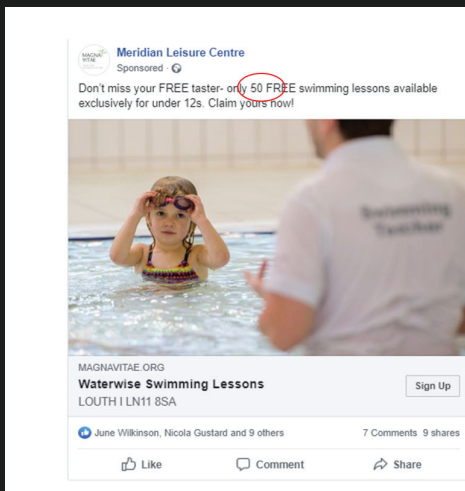 MAGNA
VITAE
Meridian Leisure Centre
Sponsored ·
Don't miss your FREE taster- only 50 FREE swimming lessons available
exclusively for under 12s. Claim yours now!
Swimming
Teacher
MAGNAVITAE.ORG
Waterwise Swimming Lessons
LOUTH I LN11 8SA
Sign Up
June Wilkinson, Nicola Gustard and 9 others
7 Comments 9 shares
Like
Comment
Share